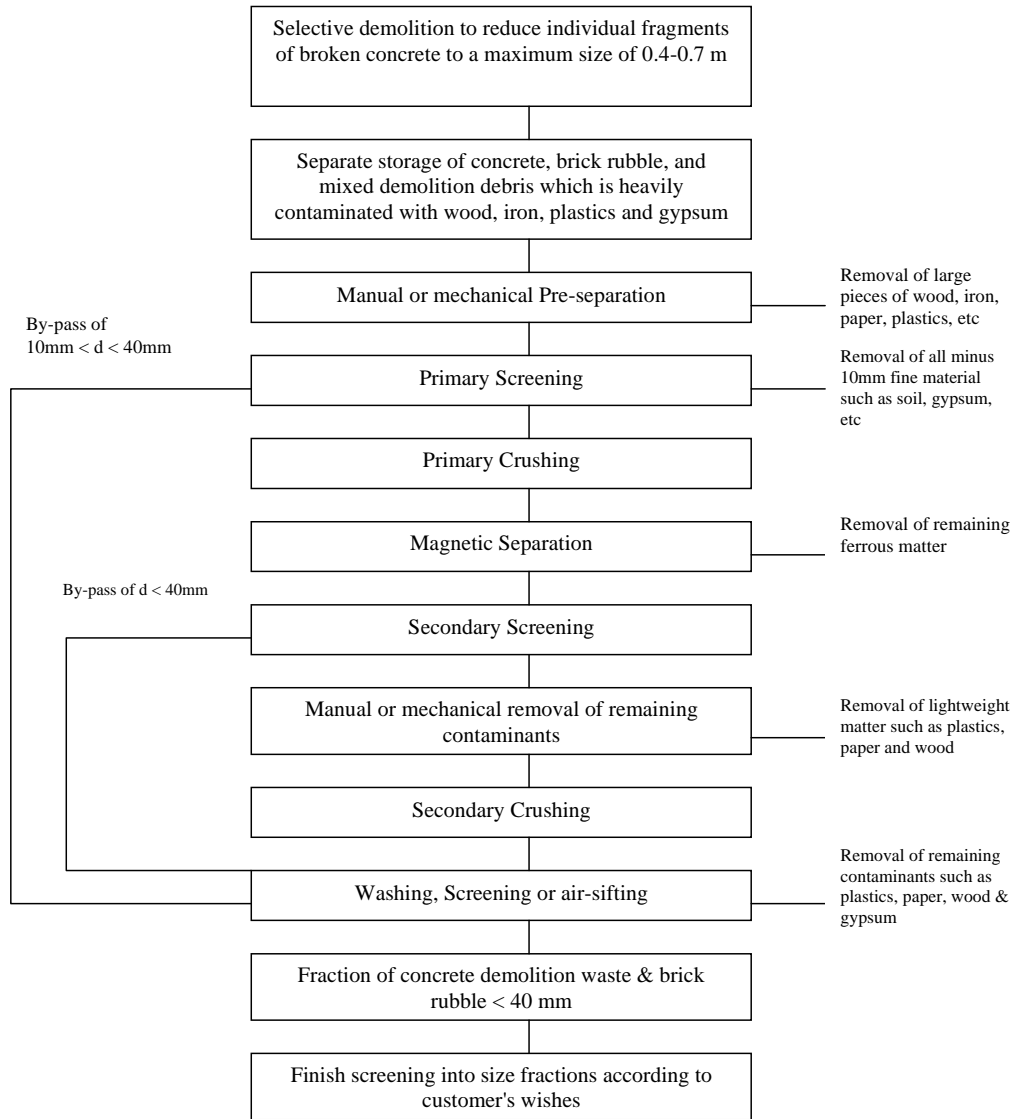 Selective demolition to reduce individual fragments
of broken concrete to a maximum size of 0.4-0.7 m
Separate storage of concrete, brick rubble, and
mixed demolition debris which is heavily
contaminated with wood, iron, plastics and gypsum
Manual or mechanical Pre-separation
Removal of large
pieces of wood, iron,
paper, plastics, etc
By-pass of
10mm < d < 40mm
Primary Screening
Removal of all minus
10mm fine material
such as soil, gypsum,
etc
Primary Crushing
Magnetic Separation
Removal of remaining
ferrous matter
By-pass of d < 40mm
Secondary Screening
Manual or mechanical removal of remaining
contaminants
Removal of lightweight
matter such as plastics,
paper and wood
Secondary Crushing
Washing, Screening or air-sifting
Removal of remaining
contaminants such as
plastics, paper, wood &
gypsum
Fraction of concrete demolition waste & brick
rubble < 40 mm
Finish screening into size fractions according to
customer's wishes